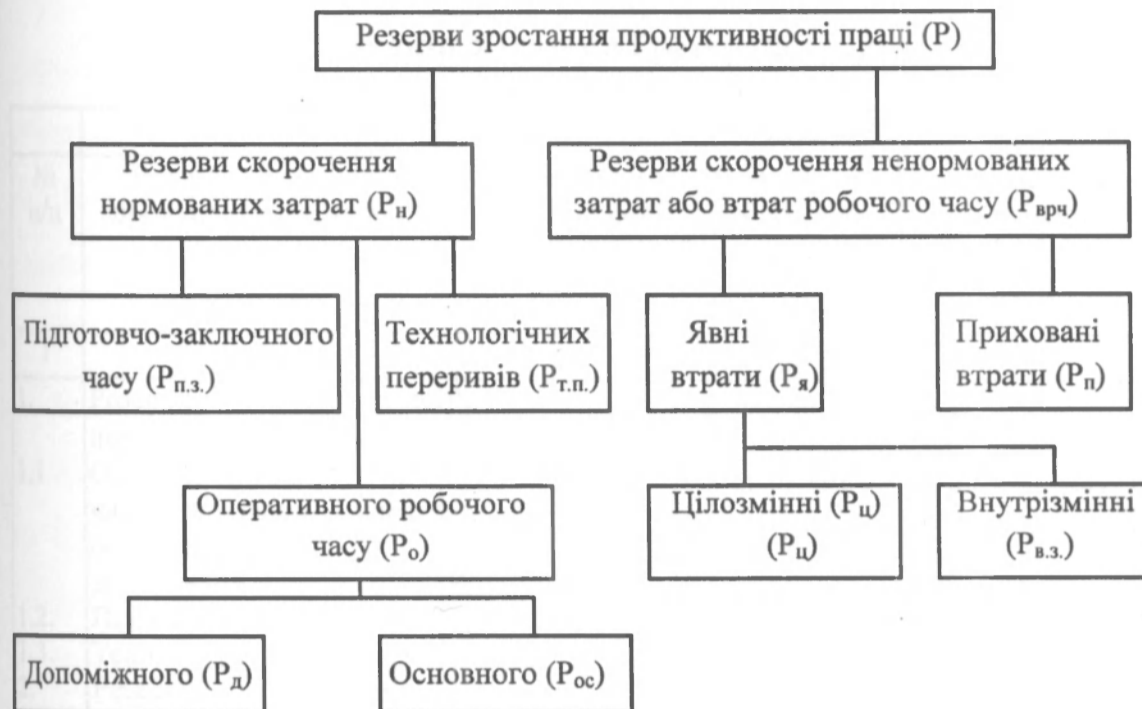 Резерви зростання продуктивності праці (Р)
Резерви скорочення
нормованих затрат (Рн)
Резерви скорочення ненормованих
затрат або втрат робочого часу (Рврч)
Підготовчо-заключного
часу (Рп.з.)
Технологічних
переривів (Рт.п.)
Явні
втрати (Ря)
Приховані
втрати (Рп)
Оперативного робочого
часу (Ро)
Цілозмінні (Рц)
(Рц)
Внутрізмінні
(Рв.з.)
Допоміжного (Рд)
Основного (Рос)